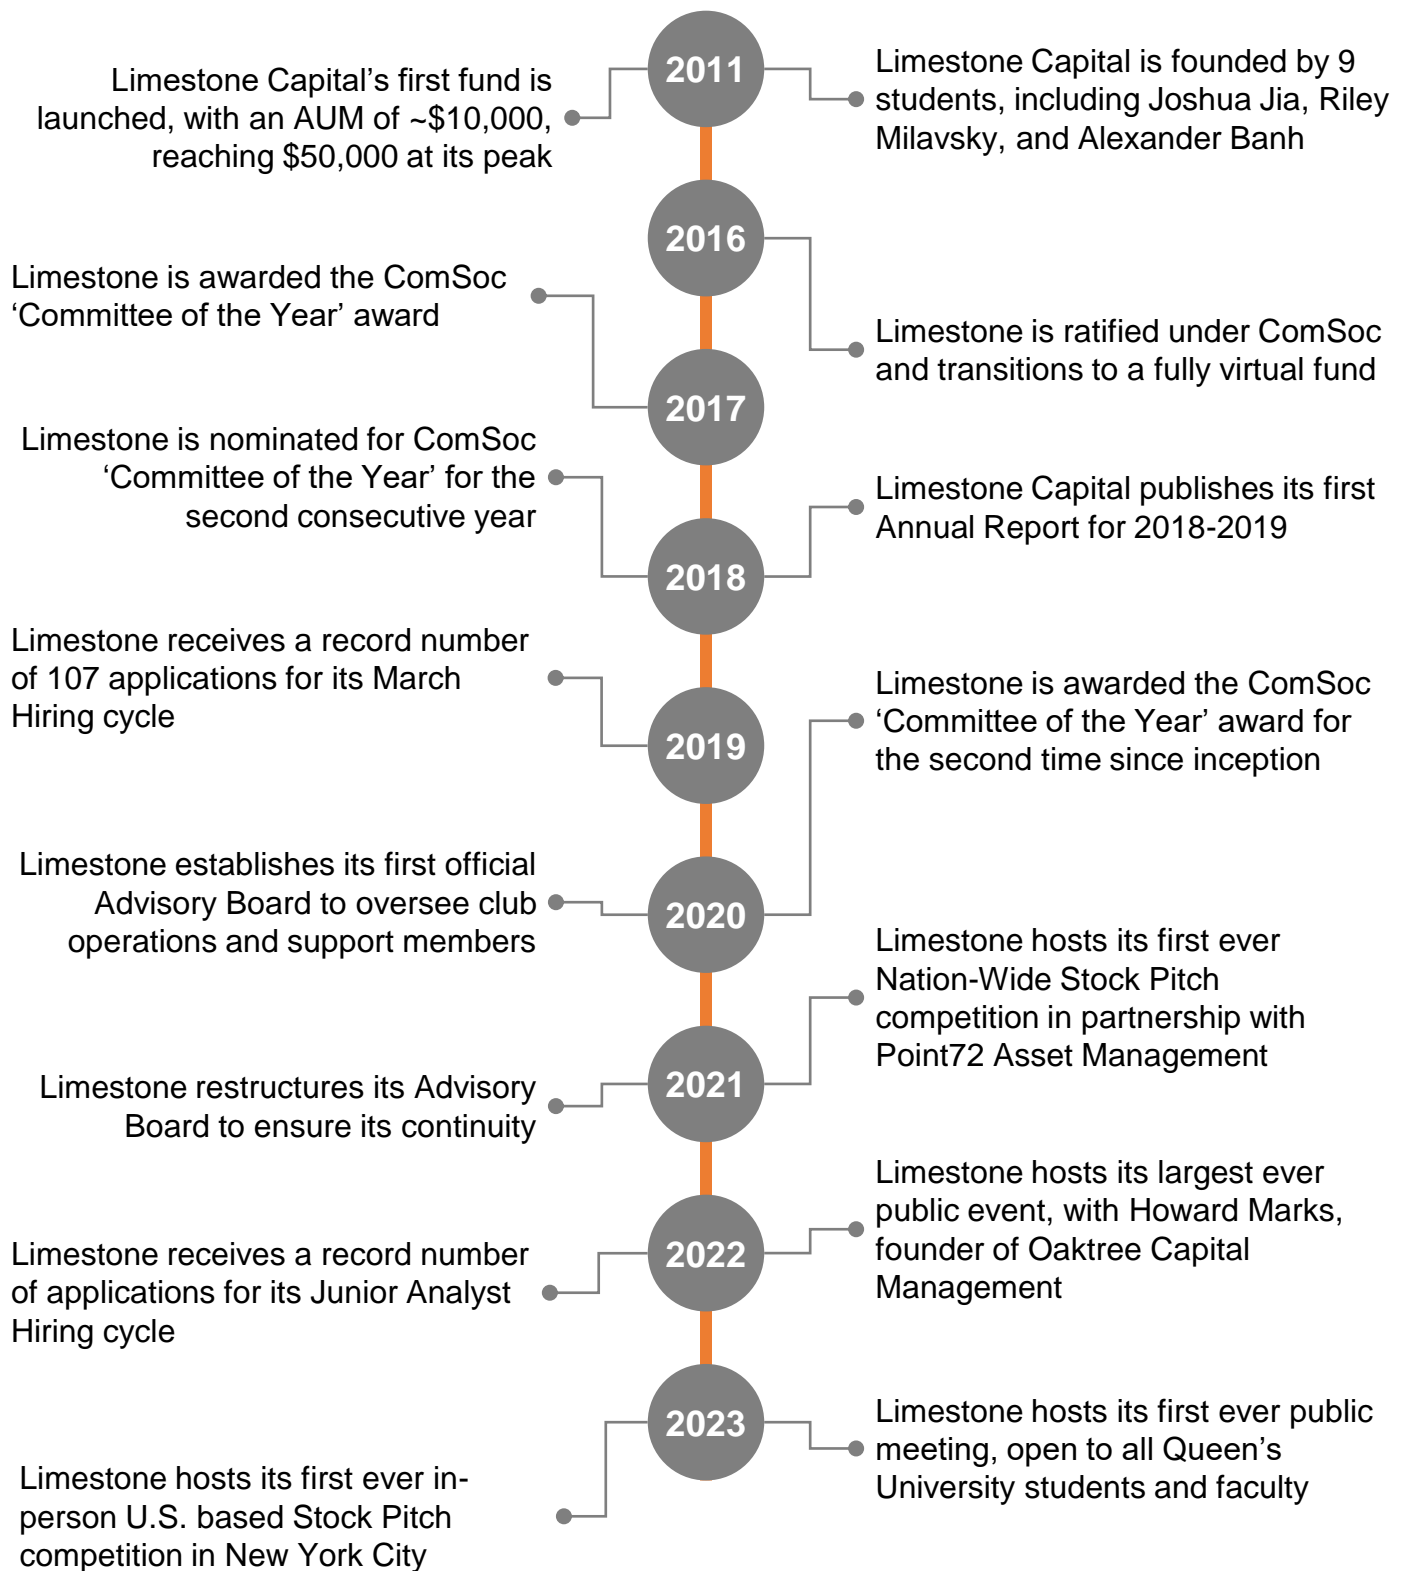 2011
Limestone Capital’s first fund is
launched, with an AUM of ~$10,000,
reaching $50,000 at its peak
Limestone Capital is founded by 9
students, including Joshua Jia, Riley
Milavsky, and Alexander Banh
2016
Limestone is ratified under ComSoc
and transitions to a fully virtual fund
Limestone is awarded the ComSoc
‘Committee of the Year’ award
2017
Limestone is nominated for ComSoc
‘Committee of the Year’ for the
second consecutive year
2018
Limestone Capital publishes its first
Annual Report for 2018-2019
Limestone receives a record number
of 107 applications for its March
Hiring cycle
2019
Limestone is awarded the ComSoc
‘Committee of the Year’ award for
the second time since inception
Limestone establishes its first official
Advisory Board to oversee club
operations and support members
2020
Limestone hosts its first ever
Nation-Wide Stock Pitch
competition in partnership with
Point72 Asset Management
2021
Limestone restructures its Advisory
Board to ensure its continuity
Limestone hosts its largest ever
public event, with Howard Marks,
founder of Oaktree Capital
Management
2022
Limestone receives a record number
of applications for its Junior Analyst
Hiring cycle
2023
Limestone hosts its first ever public
meeting, open to all Queen’s
University students and faculty
Limestone hosts its first ever in-
person U.S. based Stock Pitch
competition in New York City